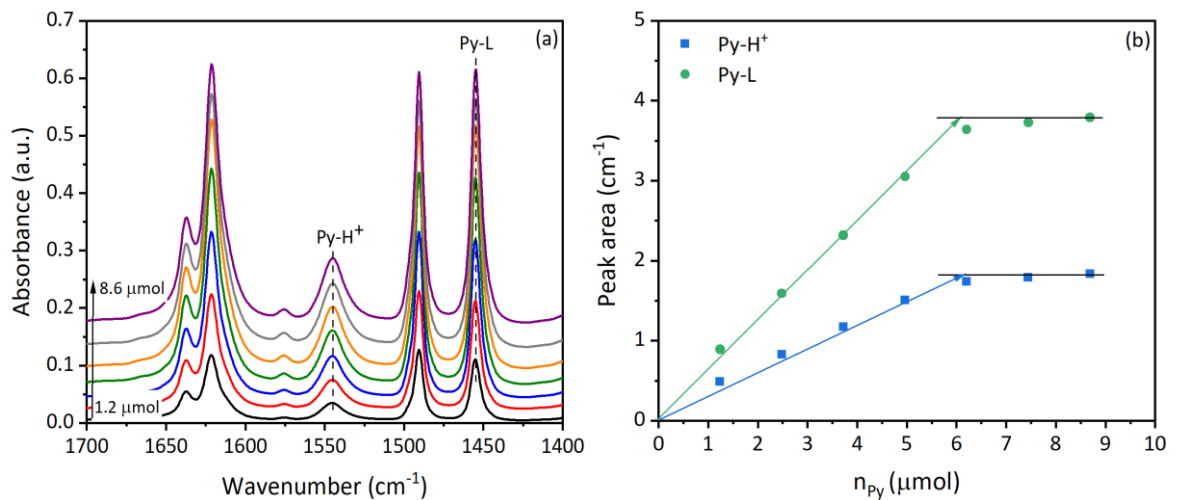 0.7
0.6
0.5
0.4
0.3
0.2
0.1
0.0
Absorbance (a.u.)
(a)
Py-L
Py-H⁺
8.6 μmol
1.2 μmol
1700 1650 1600 1550 1500 1450 1400
Wavenumber (cm⁻¹)
5
4
3
2
1
0
Peak area (cm⁻¹)
Py-H⁺
Py-L
(b)
0 1 2 3 4 5 6 7 8 9 10
n_Py (μmol)